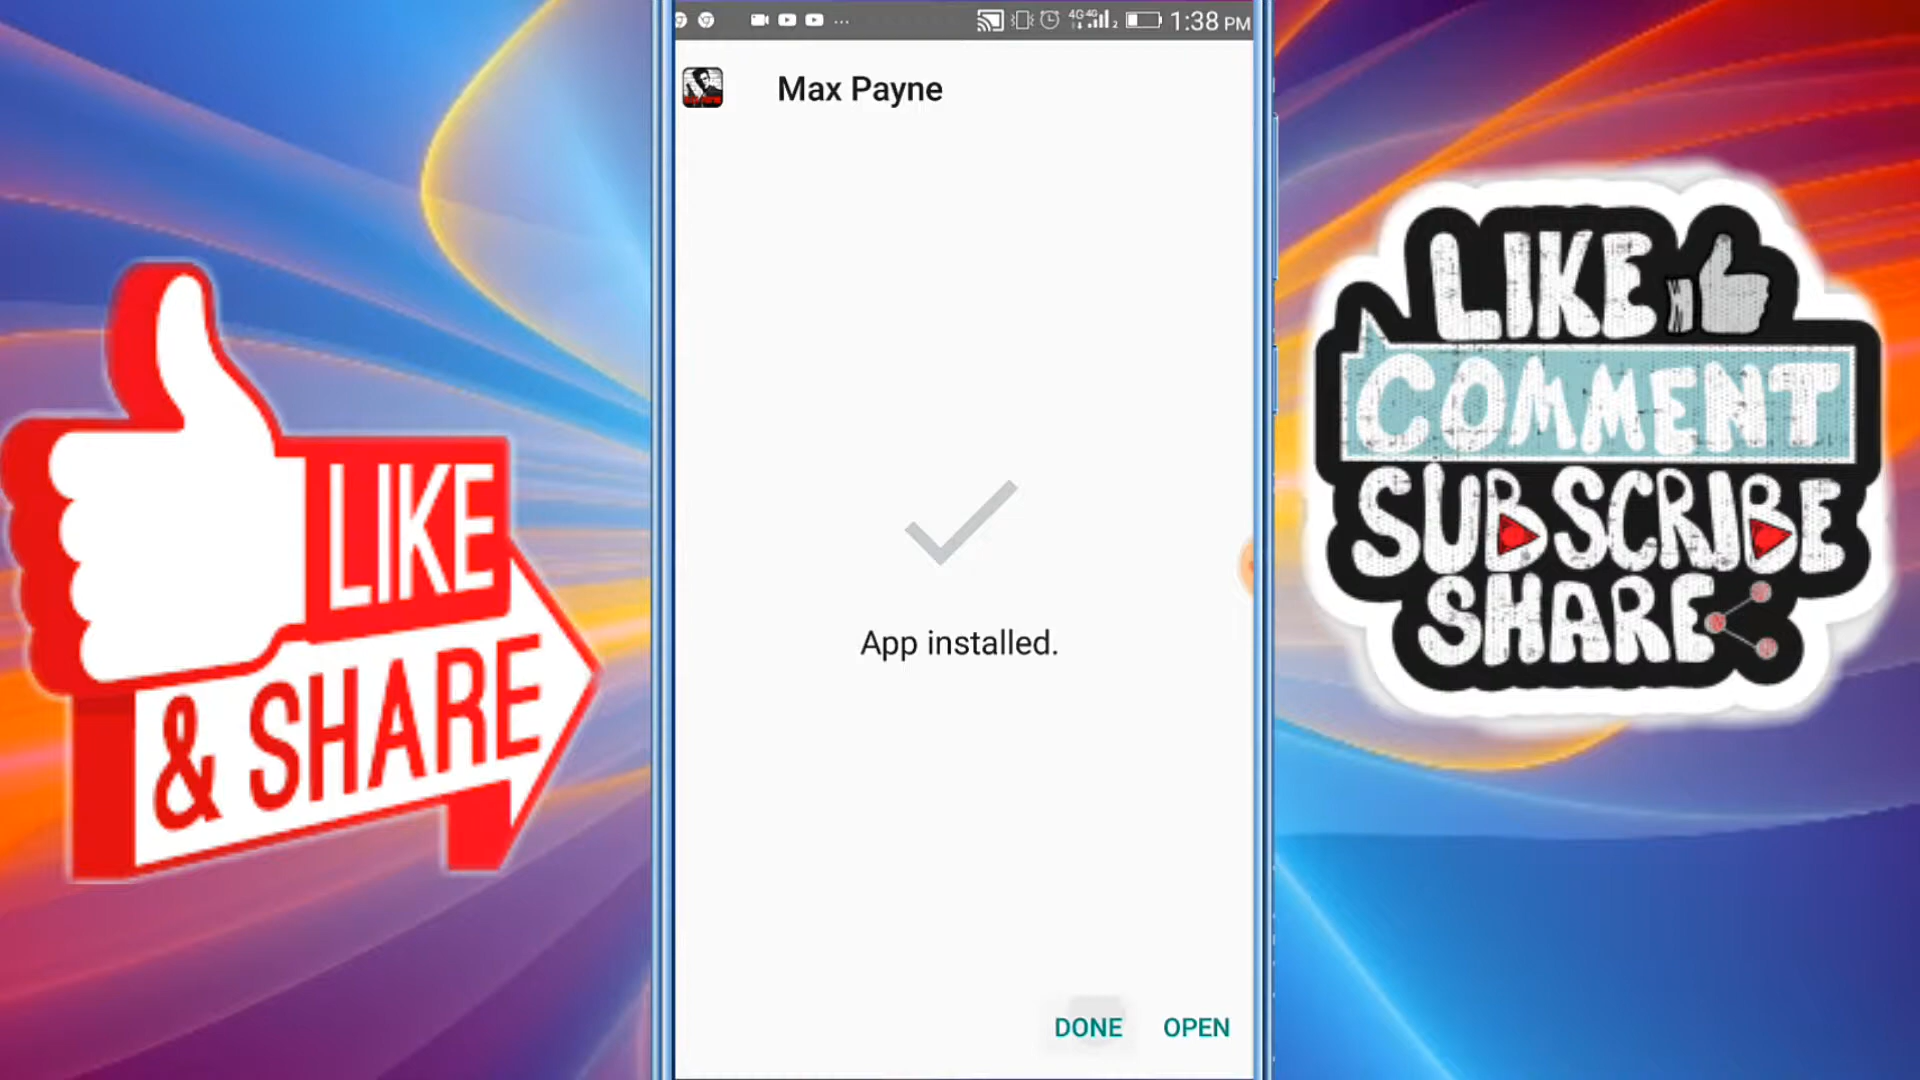 1:38 PM
Max Payne
App installed.
DONE
OPEN
LIKE
& SHARE
LIKE
COMMENT
SUBSCRIBE
SHARE